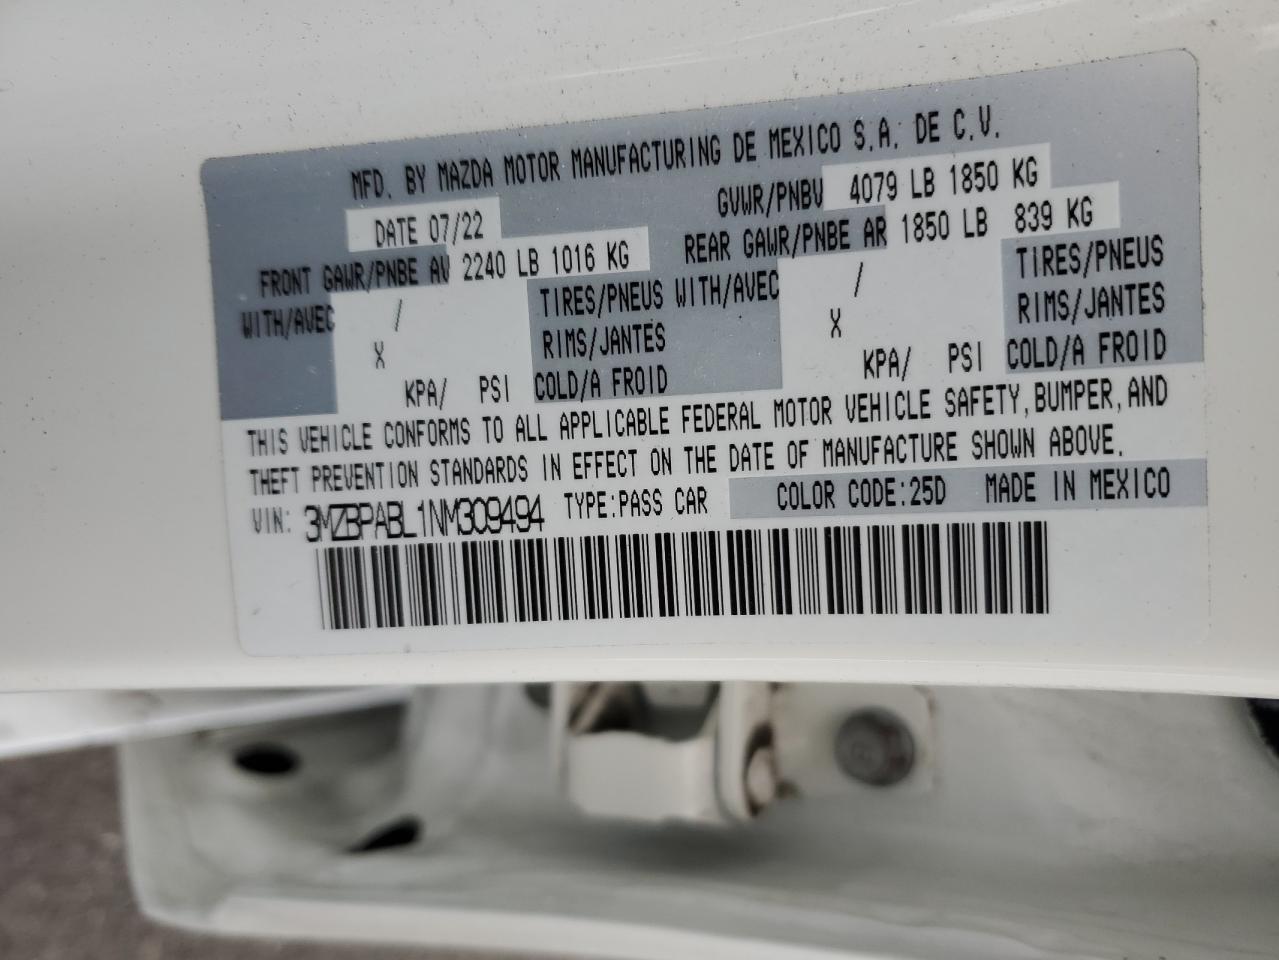 MFD. BY MAZDA MOTOR MANUFACTURING DE MEXICO S.A. DE C.V.
DATE 07/22 GVWR/PNBV 4079 LB 1850 KG
FRONT GAWR/PNBE AV 2240 LB 1016 KG REAR GAWR/PNBE AR 1850 LB 839 KG
WITH/AVEC / TIRES/PNEUS WITH/AVEC / TIRES/PNEUS
X RIMS/JANTES X RIMS/JANTES
KPA/ PSI COLD/A FROID KPA/ PSI COLD/A FROID
THIS VEHICLE CONFORMS TO ALL APPLICABLE FEDERAL MOTOR VEHICLE SAFETY, BUMPER, AND
THEFT PREVENTION STANDARDS IN EFFECT ON THE DATE OF MANUFACTURE SHOWN ABOVE.
VIN: 3MZBPABL1NM309494 TYPE:PASS CAR COLOR CODE:25D MADE IN MEXICO